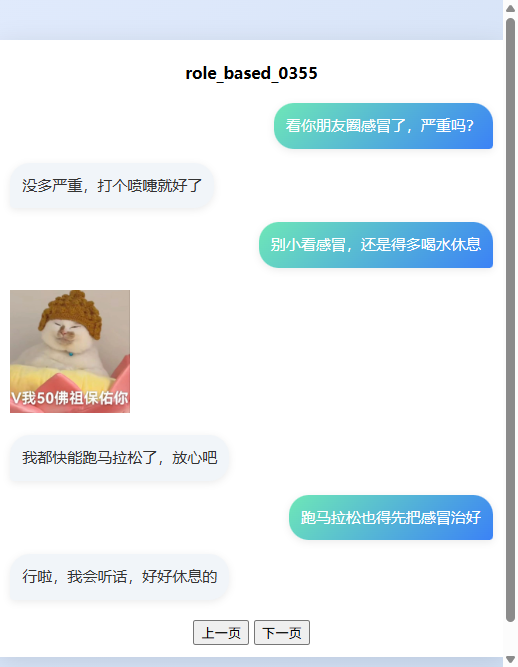 role_based_0355
看你朋友圈感冒了，严重吗？
没多严重，打个喷嚏就好了
别小看感冒，还是得多喝水休息
V我50佛祖保佑你
我都快能跑马拉松了，放心吧
跑马拉松也得先把感冒治好
行啦，我会听话，好好休息的
上一页 下一页